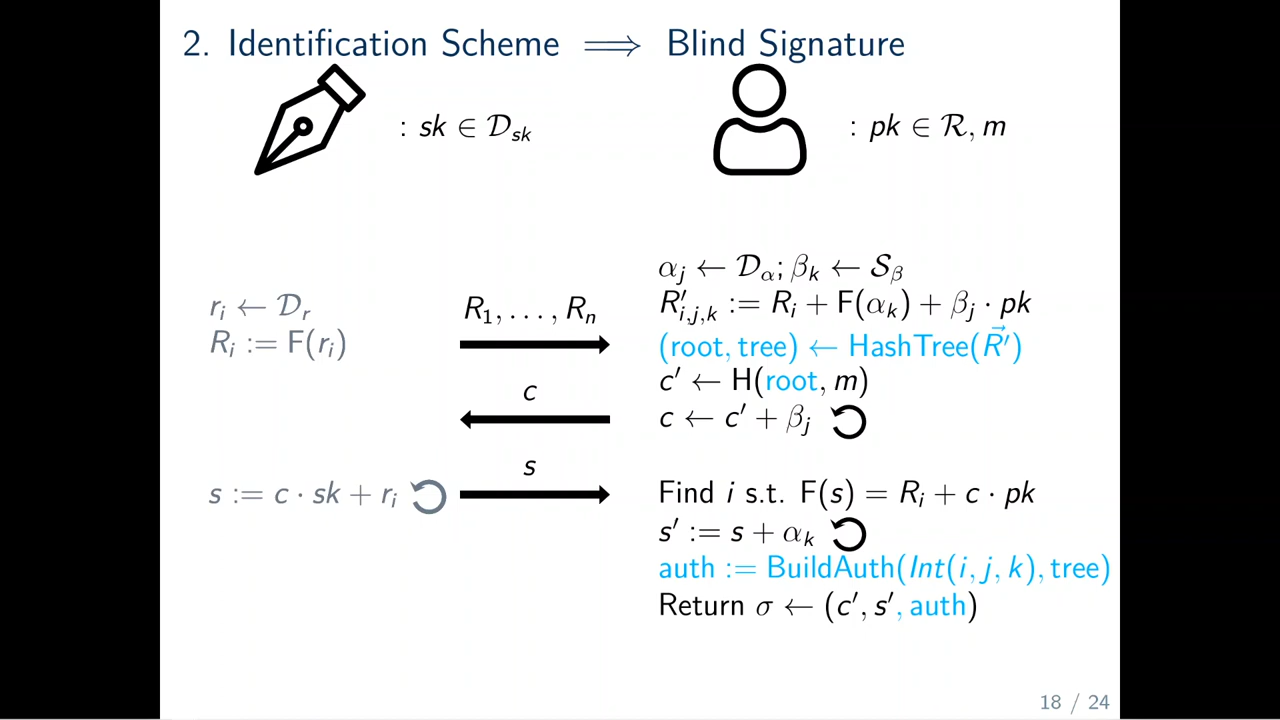 2. Identification Scheme ⟹ Blind Signature
: sk ∈ 𝒟_sk
: pk ∈ ℛ, m
α_j ← 𝒟_α; β_k ← 𝒮_β
r_i ← 𝒟_r
R_1, . . . , R_n
R′_{i,j,k} := R_i + F(α_k) + β_j · pk
R_i := F(r_i)
(root, tree) ← HashTree(R⃗′)
c′ ← H(root, m)
c
c ← c′ + β_j
s
s := c · sk + r_i
Find i s.t. F(s) = R_i + c · pk
s′ := s + α_k
auth := BuildAuth(Int(i, j, k), tree)
Return σ ← (c′, s′, auth)
18 / 24